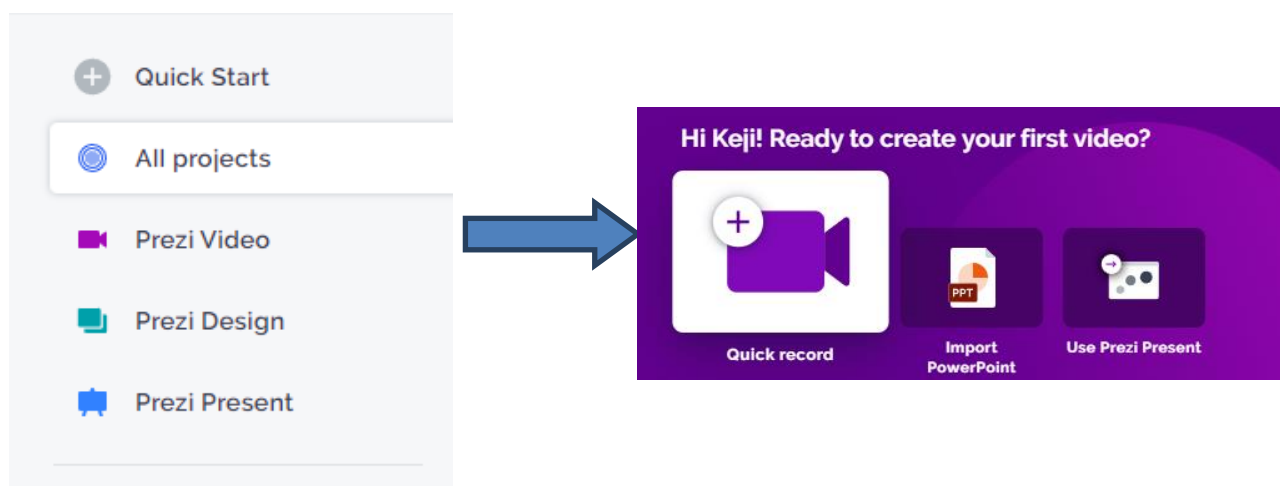 Quick Start
All projects
Prezi Video
Prezi Design
Prezi Present
Hi Keji! Ready to create your first video?
PPT
Quick record
Import
PowerPoint
Use Prezi Present